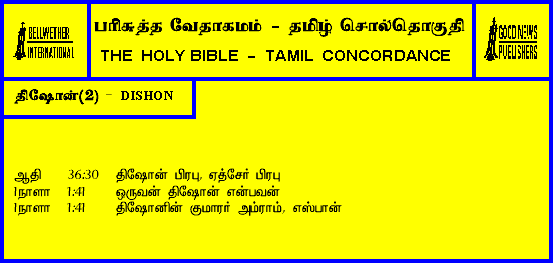 BELLWETHER
INTERNATIONAL
பரிசுத்த வேதாகமம் - தமிழ் சொல்தொகுதி
THE HOLY BIBLE - TAMIL CONCORDANCE
GOOD NEWS
PUBLISHERS
திஷோன்(2) - DISHON
ஆதி 36:30 திஷோன் பிரபு, ஏத்சேர் பிரபு
1நாளா 1:41 ஒருவன் திஷோன் என்பவன்
1நாளா 1:41 திஷோனின் குமாரர் அம்ராம், எஸ்பான்